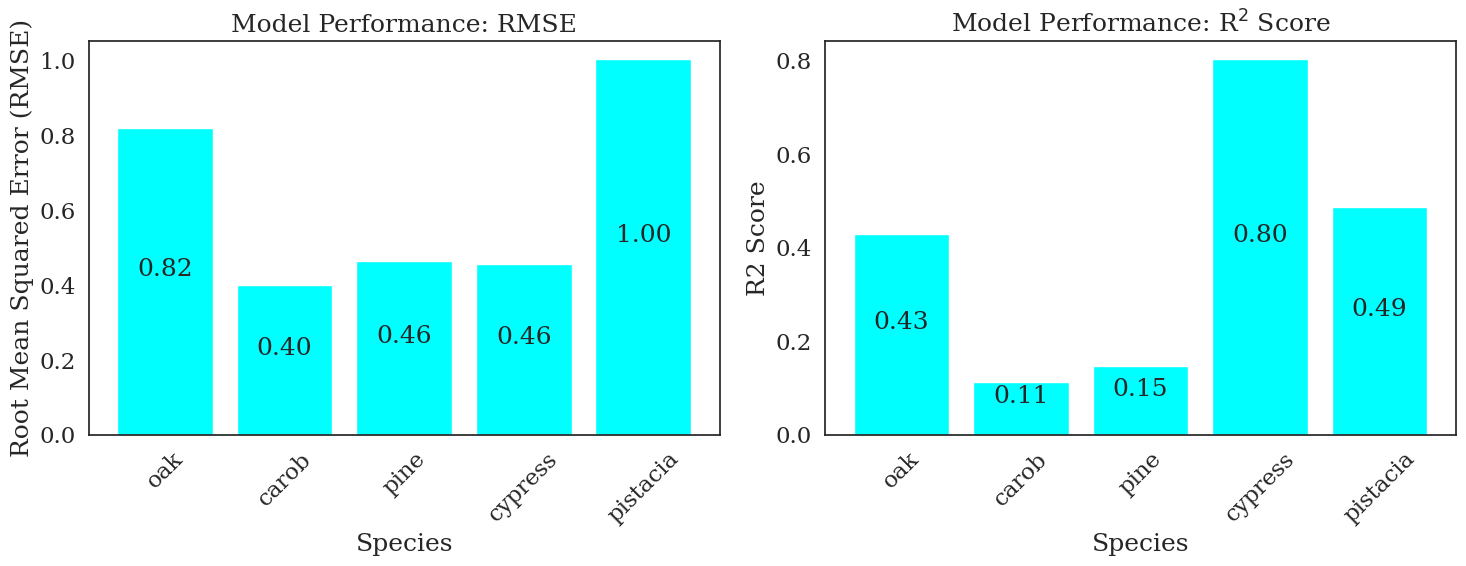 Model Performance: RMSE
Root Mean Squared Error (RMSE)
1.0
0.8
0.6
0.4
0.2
0.0
0.82
0.40
0.46
0.46
1.00
oak
carob
pine
cypress
pistacia
Species
Model Performance: R² Score
R2 Score
0.8
0.6
0.4
0.2
0.0
0.43
0.11
0.15
0.80
0.49
oak
carob
pine
cypress
pistacia
Species